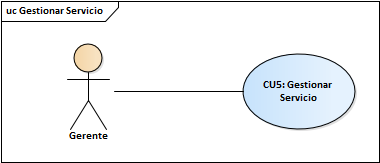 uc Gestionar Servicio
CU5: Gestionar
Servicio
Gerente